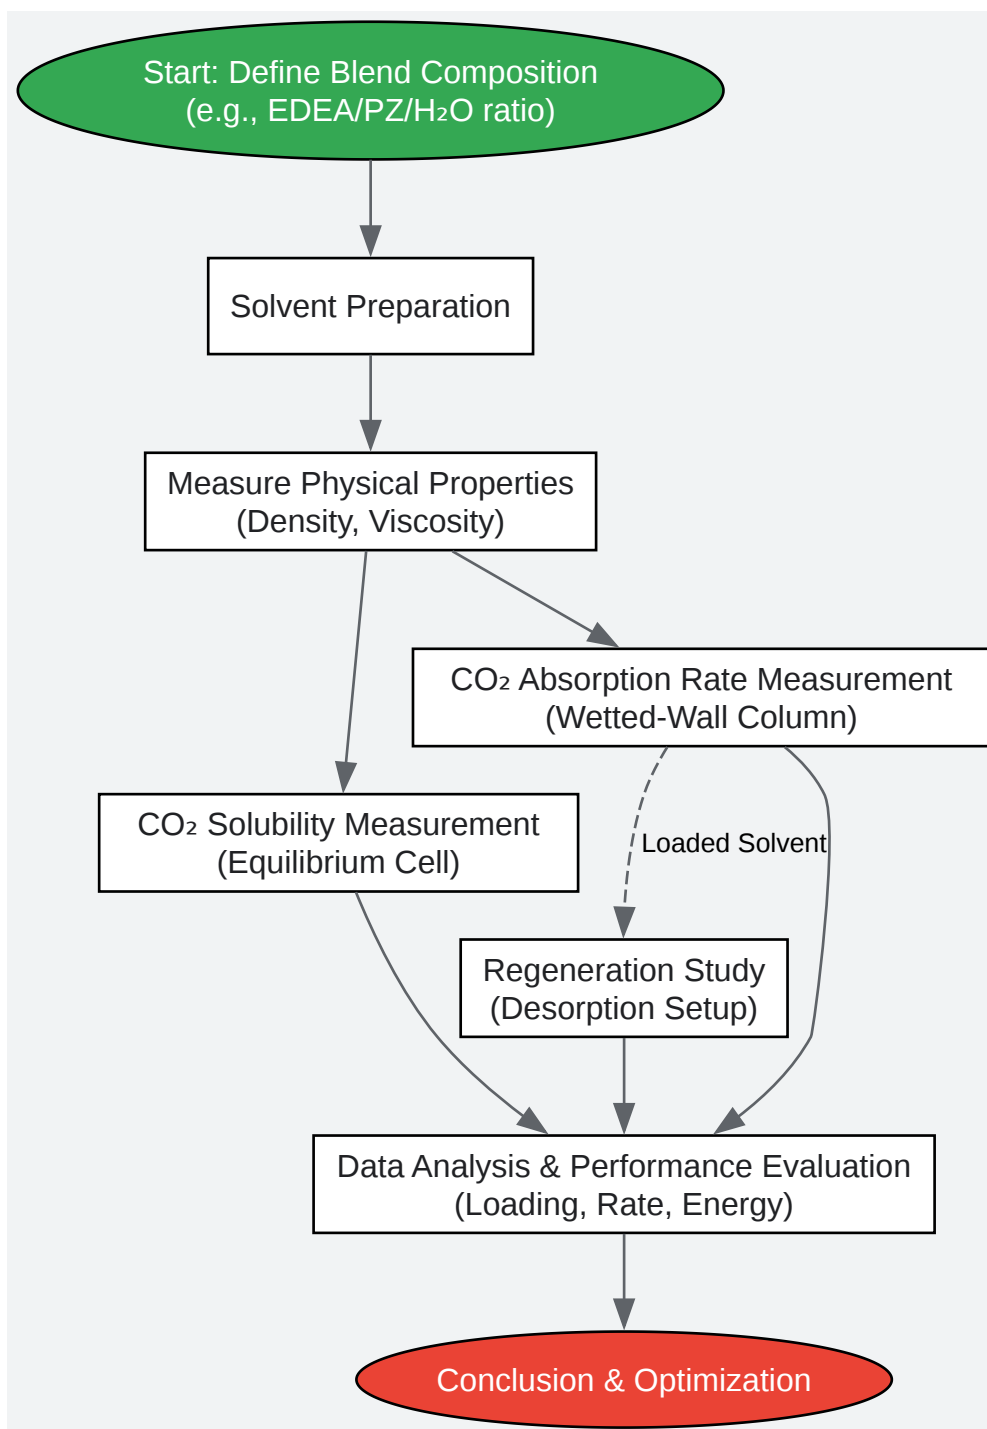 Start: Define Blend Composition
(e.g., EDEA/PZ/H₂O ratio)
Solvent Preparation
Measure Physical Properties
(Density, Viscosity)
CO₂ Absorption Rate Measurement
(Wetted-Wall Column)
CO₂ Solubility Measurement
(Equilibrium Cell)
Loaded Solvent
Regeneration Study
(Desorption Setup)
Data Analysis & Performance Evaluation
(Loading, Rate, Energy)
Conclusion & Optimization